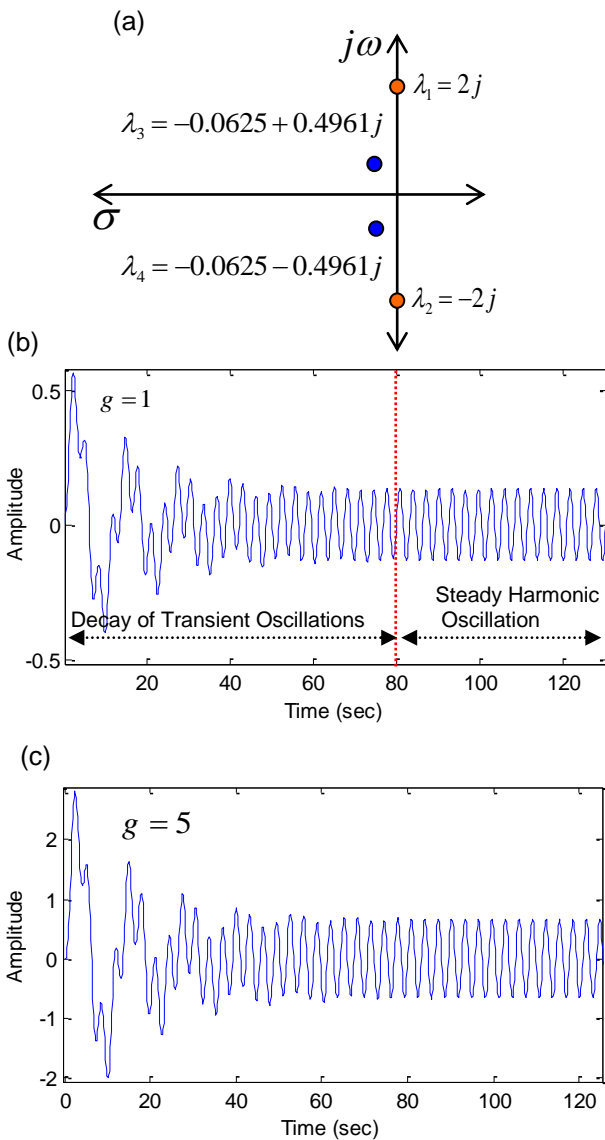 (a)
jω
λ₁ = 2j
λ₃ = −0.0625 + 0.4961j
σ
λ₄ = −0.0625 − 0.4961j
λ₂ = −2j
(b)
0.5
g = 1
Amplitude
0
Steady Harmonic
Decay of Transient Oscillations
Oscillation
-0.5
20 40 60 80 100 120
Time (sec)
(c)
g = 5
2
1
Amplitude
0
-1
-2
0 20 40 60 80 100 120
Time (sec)